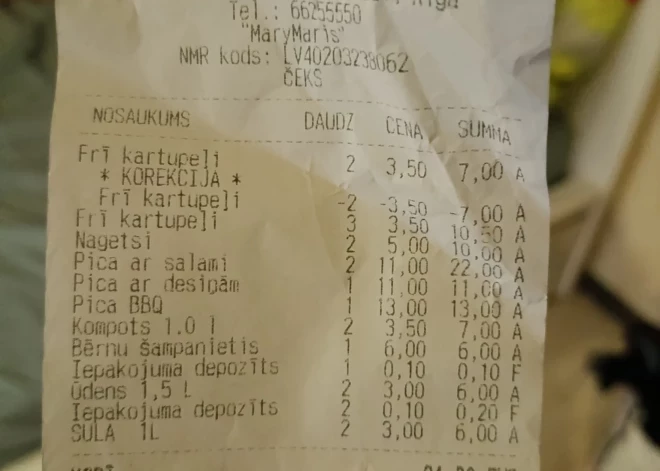 Tel.: 66255550
"MaryMaris"
NMR kods: LV40203238062
ČEKS
NOSAUKUMS DAUDZ CENA SUMMA
Frī kartupeļi 2 3,50 7,00 A
* KOREKCIJA *
Frī kartupeļi -2 -3,50 -7,00 A
Frī kartupeļi 3 3,50 10,50 A
Nagetsi 2 5,00 10,00 A
Pica ar salami 2 11,00 22,00 A
Pica ar desiņām 1 11,00 11,00 A
Pica BBQ 1 13,00 13,00 A
Kompots 1.0 l 2 3,50 7,00 A
Bērnu šampanietis 1 6,00 6,00 A
Iepakojuma depozīts 1 0,10 0,10 F
Ūdens 1,5 L 2 3,00 6,00 A
Iepakojuma depozīts 2 0,10 0,20 F
SULA 1L 2 3,00 6,00 A